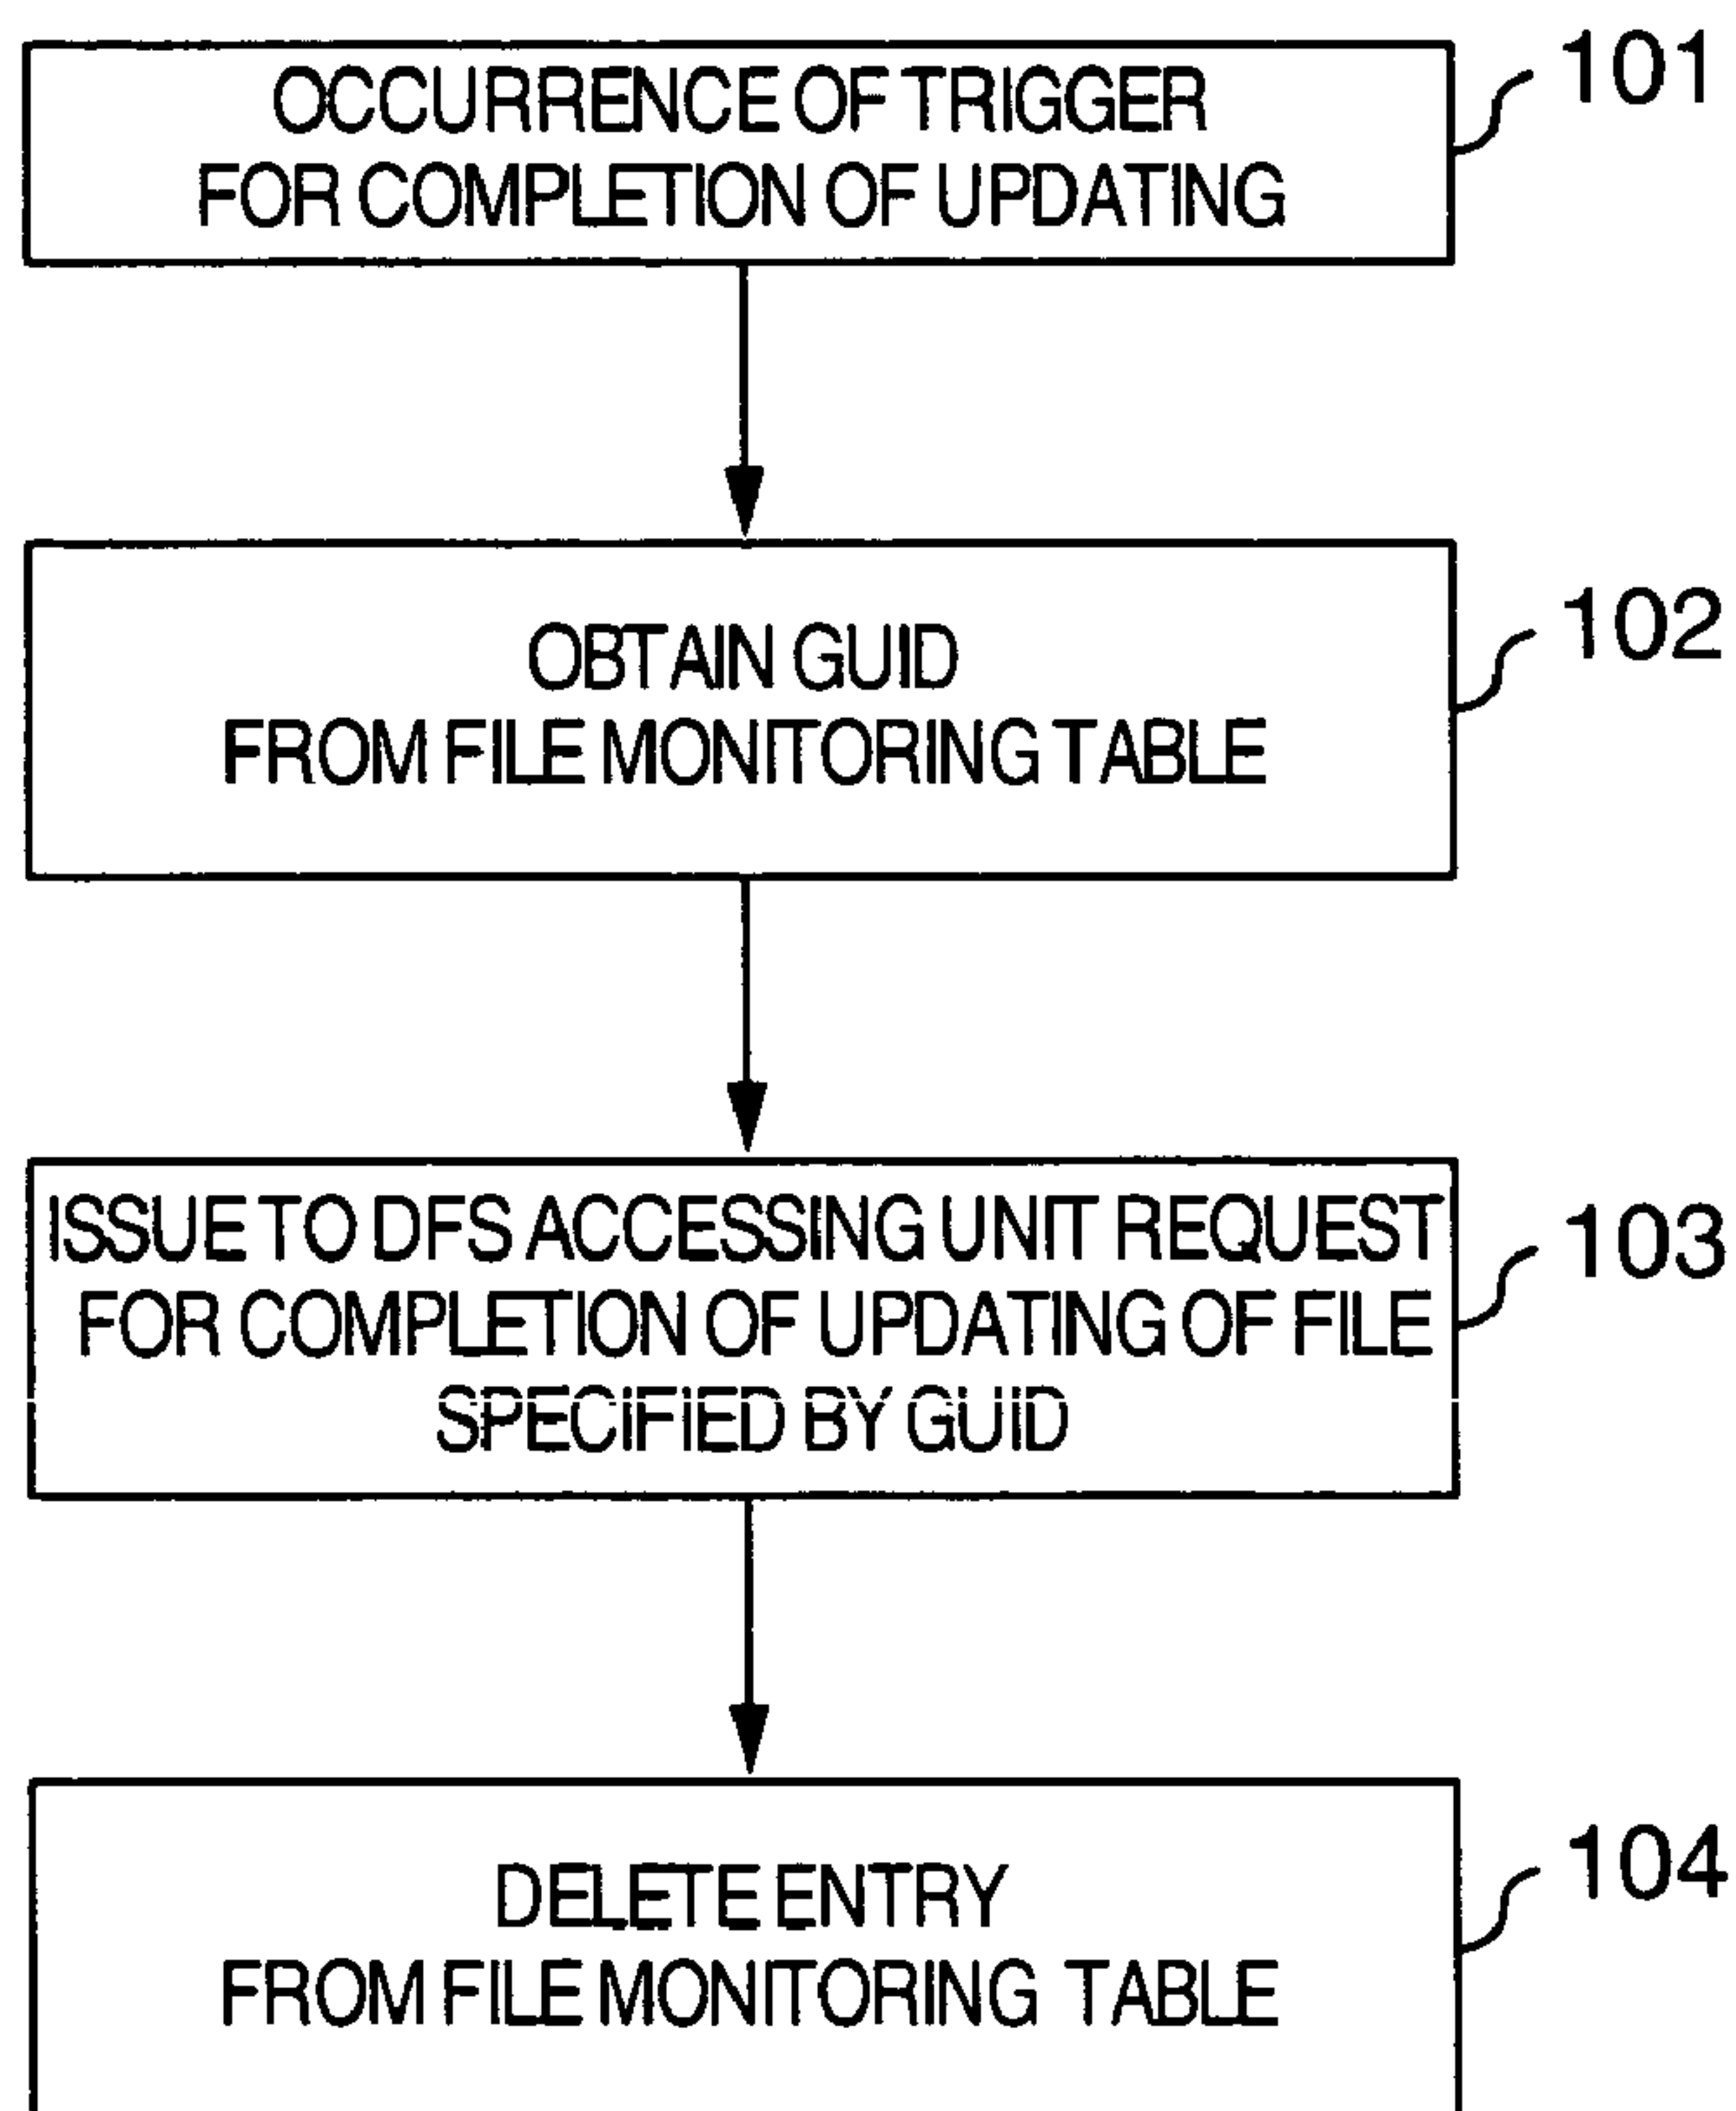 OCCURRENCE OF TRIGGER
FOR COMPLETION OF UPDATING
101
OBTAIN GUID
FROM FILE MONITORING TABLE
102
ISSUE TO DFS ACCESSING UNIT REQUEST
FOR COMPLETION OF UPDATING OF FILE
SPECIFIED BY GUID
103
DELETE ENTRY
FROM FILE MONITORING TABLE
104